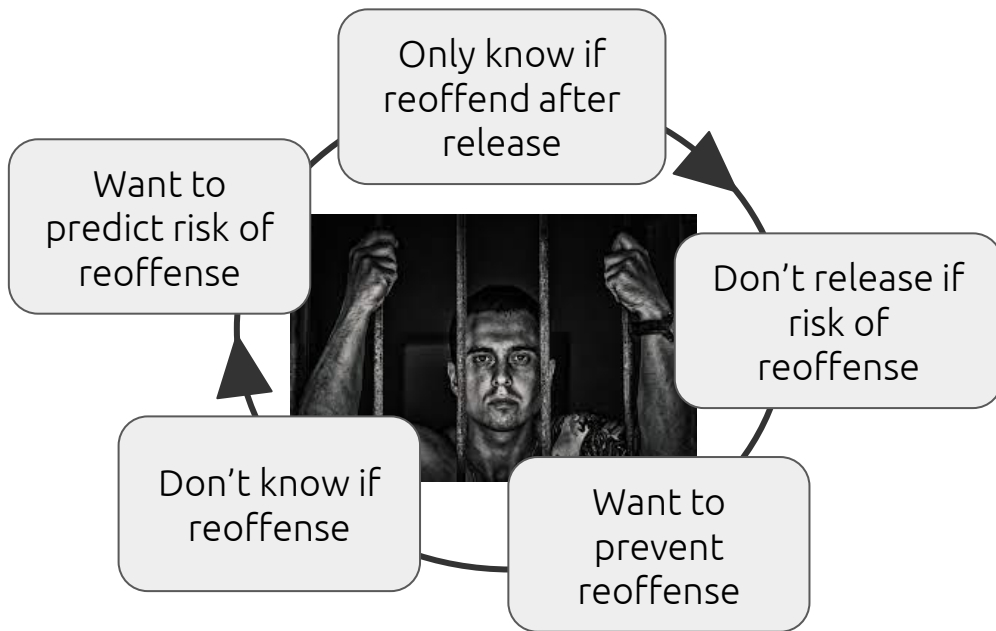 Only know if
reoffend after
release
Want to
predict risk of
reoffense
Don’t release if
risk of
reoffense
Don’t know if
reoffense
Want to
prevent
reoffense